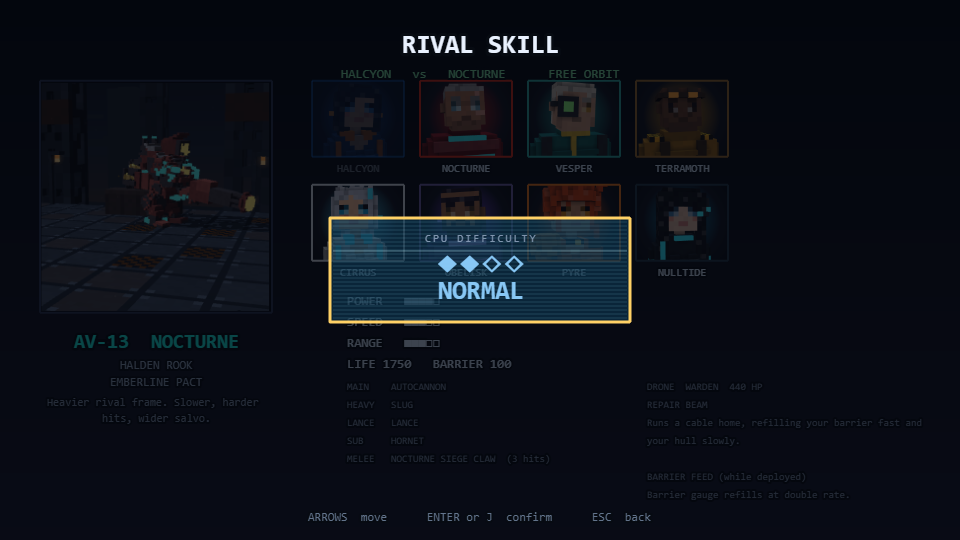 RIVAL SKILL
HALCYON vs NOCTURNE FREE ORBIT
HALCYON NOCTURNE VESPER TERRAMOTH
CPU DIFFICULTY
NORMAL
CIRRUS OBELISK PYRE NULLTIDE
POWER
SPEED
RANGE
LIFE 1750 BARRIER 100
AV-13 NOCTURNE
HALDEN ROOK
EMBERLINE PACT
Heavier rival frame. Slower, harder
hits, wider salvo.
MAIN AUTOCANNON
HEAVY SLUG
LANCE LANCE
SUB HORNET
MELEE NOCTURNE SIEGE CLAW (3 hits)
DRONE WARDEN 440 HP
REPAIR BEAM
Runs a cable home, refilling your barrier fast and
your hull slowly.
BARRIER FEED (while deployed)
Barrier gauge refills at double rate.
ARROWS move ENTER or J confirm ESC back